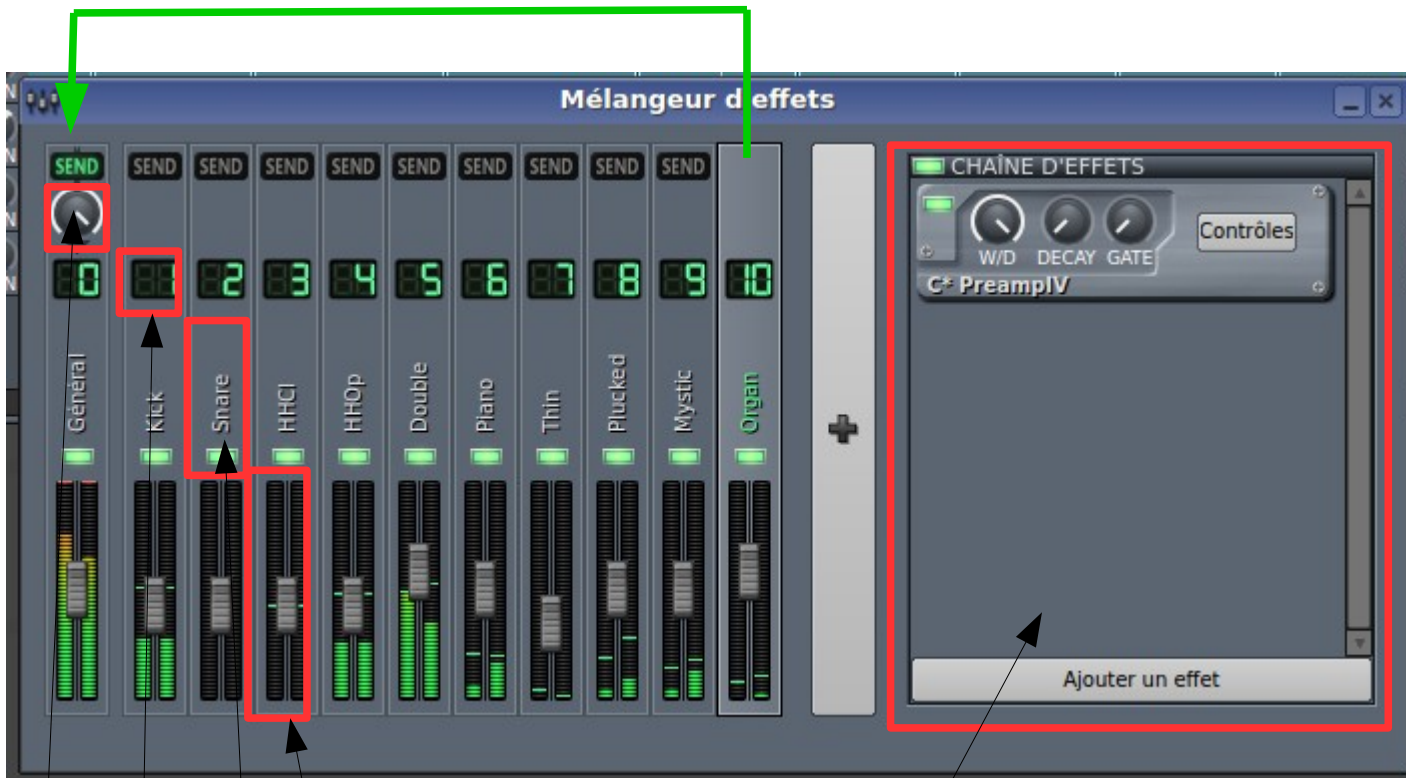 Mélangeur d'effets
SEND SEND SEND SEND SEND SEND SEND SEND SEND SEND
CHAÎNE D'EFFETS
W/D DECAY GATE
Contrôles
C* PreampIV
0 1 2 3 4 5 6 7 8 9 10
Général
Kick
Snare
HHCl
HHOp
Double
Piano
Thin
Plucked
Mystic
Organ
Ajouter un effet